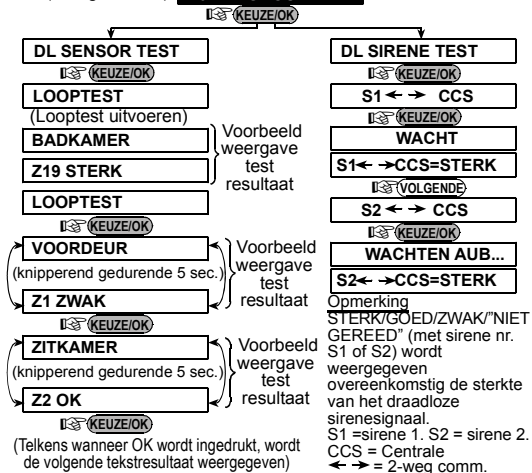 KEUZE/OK
DL SENSOR TEST
KEUZE/OK
LOOPTEST
(Looptest uitvoeren)
BADKAMER
Z19 STERK
Voorbeeld
weergave
test
resultaat
LOOPTEST
KEUZE/OK
VOORDEUR
(knipperend gedurende 5 sec.)
Z1 ZWAK
Voorbeeld
weergave
test
resultaat
KEUZE/OK
ZITKAMER
(knipperend gedurende 5 sec.)
Z2 OK
Voorbeeld
weergave
test
resultaat
KEUZE/OK
(Telkens wanneer OK wordt ingedrukt, wordt
de volgende tekstresultaat weergegeven)
DL SIRENE TEST
KEUZE/OK
S1 ← → CCS
KEUZE/OK
WACHT
S1← →CCS=STERK
VOLGENDE
S2 ← → CCS
KEUZE/OK
WACHTEN AUB...
S2← →CCS=STERK
Opmerking
STERK/GOED/ZWAK/"NIET
GEREED" (met sirene nr.
S1 of S2) wordt
weergegeven
overeenkomstig de sterkte
van het draadloze
sirenesignaal.
S1 =sirene 1. S2 = sirene 2.
CCS = Centrale
← → = 2-weg comm.